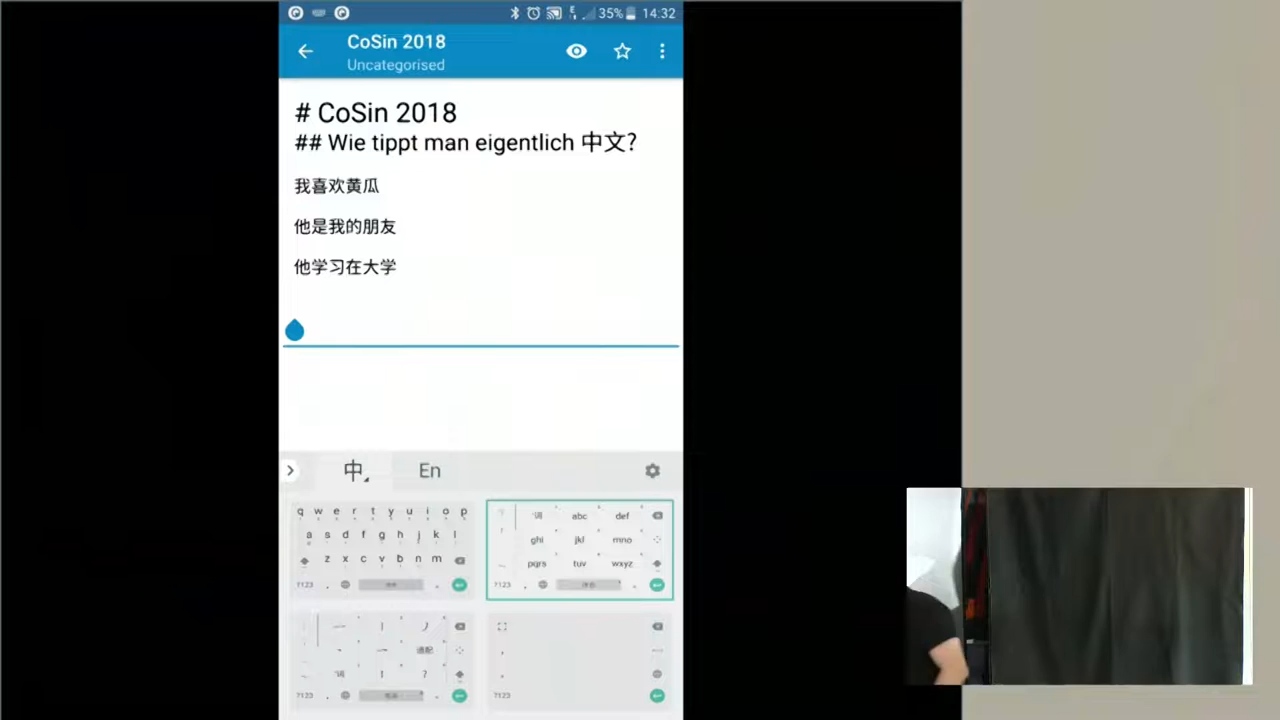 35% 14:32
CoSin 2018
Uncategorised
# CoSin 2018
## Wie tippt man eigentlich 中文?
我喜欢黄瓜
他是我的朋友
他学习在大学
中 En
q w e r t y u i o p
a s d f g h j k l
z x c v b n m
?123
abc def
ghi jkl mno
pqrs tuv wxyz
?123
?123
?123